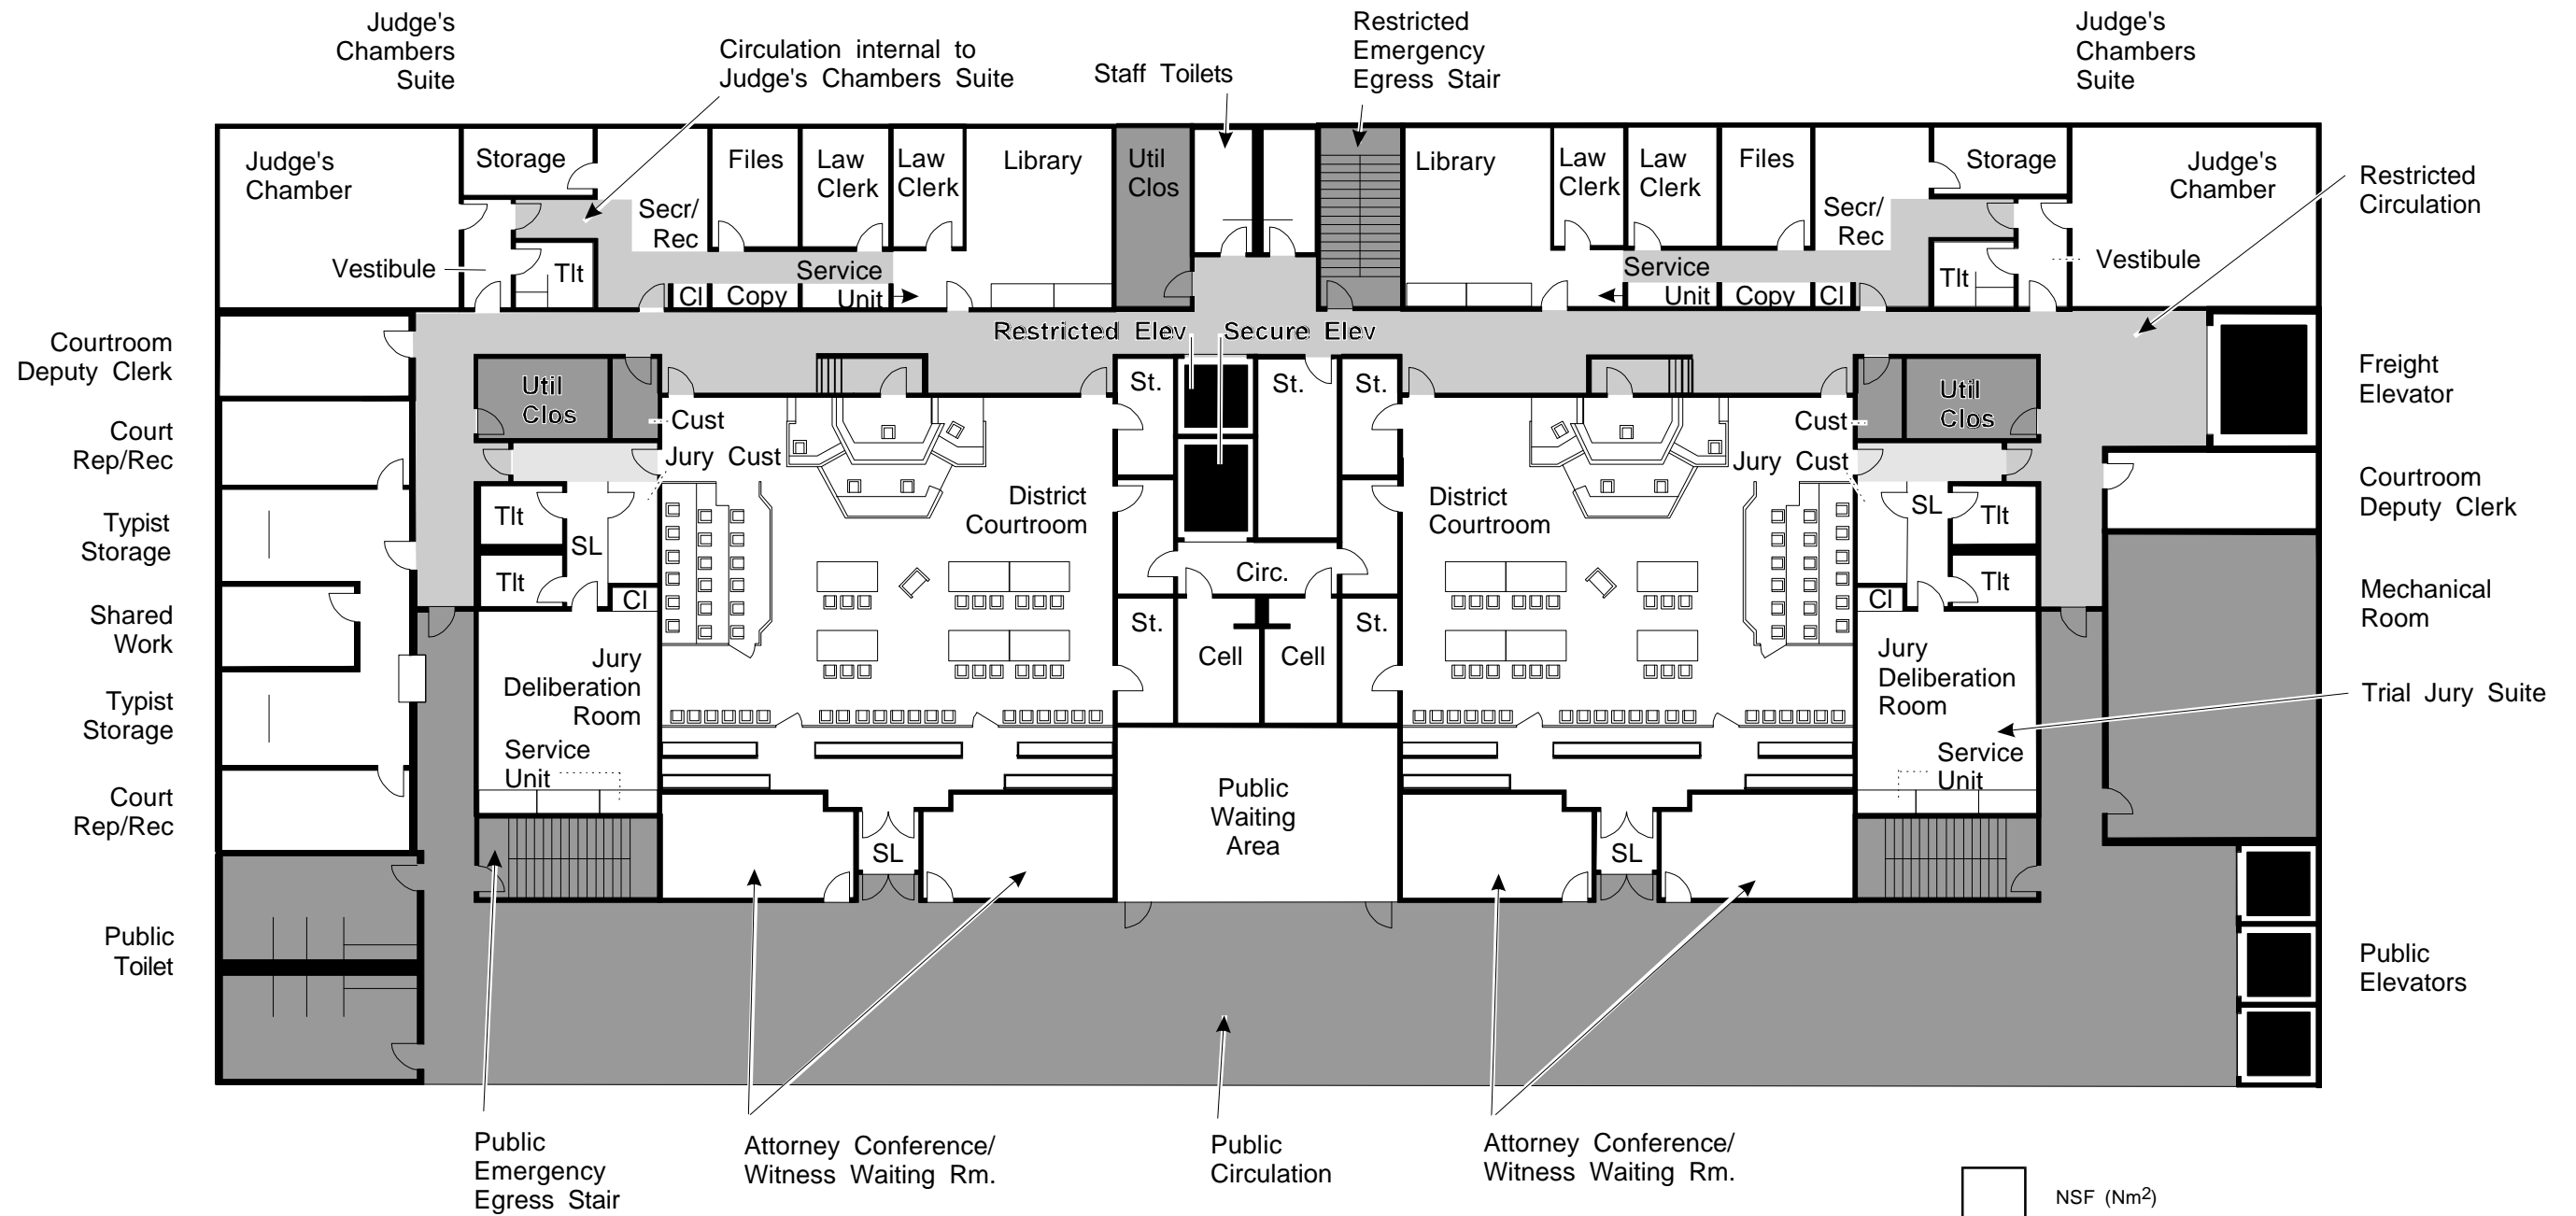 Judge's
Chambers
Suite
Circulation internal to
Judge's Chambers Suite
Staff Toilets
Restricted
Emergency
Egress Stair
Judge's
Chambers
Suite
Judge's
Chamber
Storage
Files
Law
Clerk
Law
Clerk
Library
Util
Clos
Library
Law
Clerk
Law
Clerk
Files
Storage
Judge's
Chamber
Restricted
Circulation
Secr/
Rec
Secr/
Rec
Vestibule
Tlt
Service
Unit
Cl
Copy
Service
Unit
Copy
Cl
Tlt
Vestibule
Restricted Elev
Secure Elev
Courtroom
Deputy Clerk
Util
Clos
Cust
Jury Cust
St.
St.
St.
Cust
Jury Cust
Util
Clos
Freight
Elevator
Court
Rep/Rec
District
Courtroom
District
Courtroom
Courtroom
Deputy Clerk
Typist
Storage
Tlt
SL
Tlt
Cl
SL
Tlt
Tlt
Cl
Circ.
Shared
Work
St.
Cell
Cell
St.
Mechanical
Room
Jury
Deliberation
Room
Jury
Deliberation
Room
Trial Jury Suite
Typist
Storage
Service
Unit
Service
Unit
Court
Rep/Rec
Public
Waiting
Area
SL
SL
Public
Toilet
Public
Elevators
Public
Emergency
Egress Stair
Attorney Conference/
Witness Waiting Rm.
Public
Circulation
Attorney Conference/
Witness Waiting Rm.
NSF (Nm²)